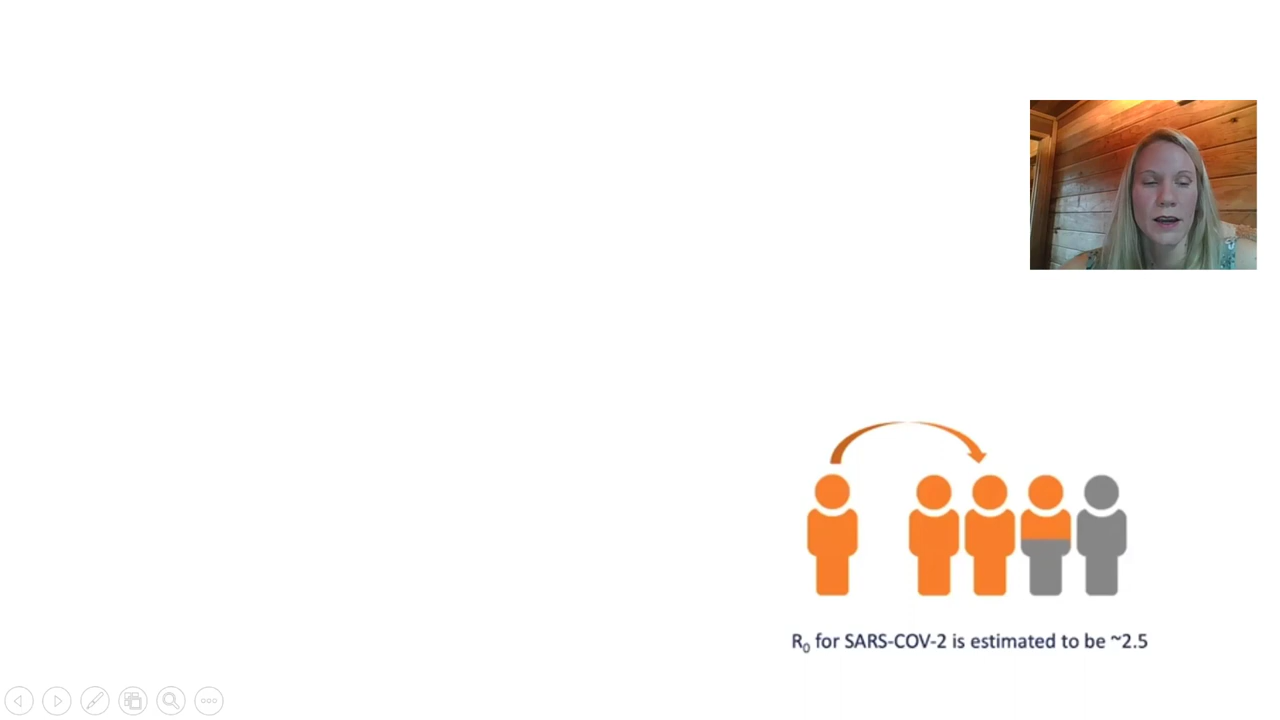 R₀ for SARS-COV-2 is estimated to be ~2.5